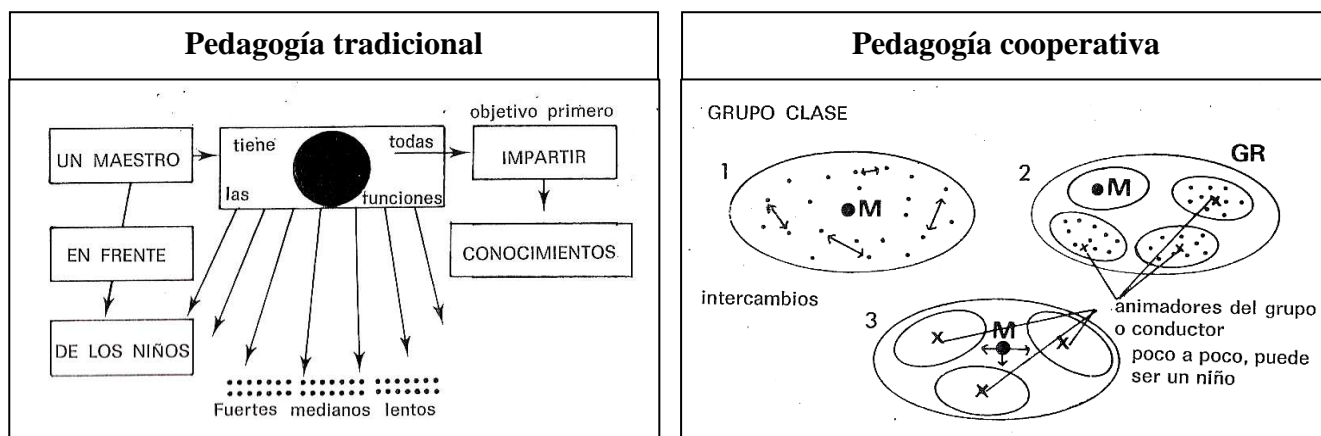 Pedagogía tradicional
objetivo primero
UN MAESTRO
tiene
todas
las
funciones
IMPARTIR
EN FRENTE
CONOCIMIENTOS
DE LOS NIÑOS
Fuertes medianos lentos
Pedagogía cooperativa
GRUPO CLASE
1
M
2
GR
M
x
x
x
intercambios
3
M
x
x
x
animadores del grupo
o conductor
poco a poco, puede
ser un niño